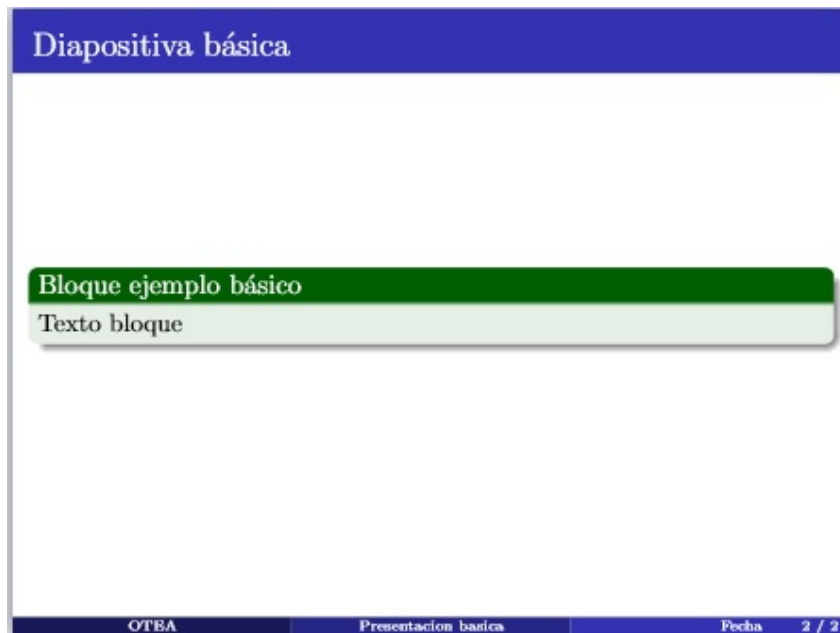 Diapositiva básica
Bloque ejemplo básico
Texto bloque
OTEA Presentacion basica Fecha 2 / 2